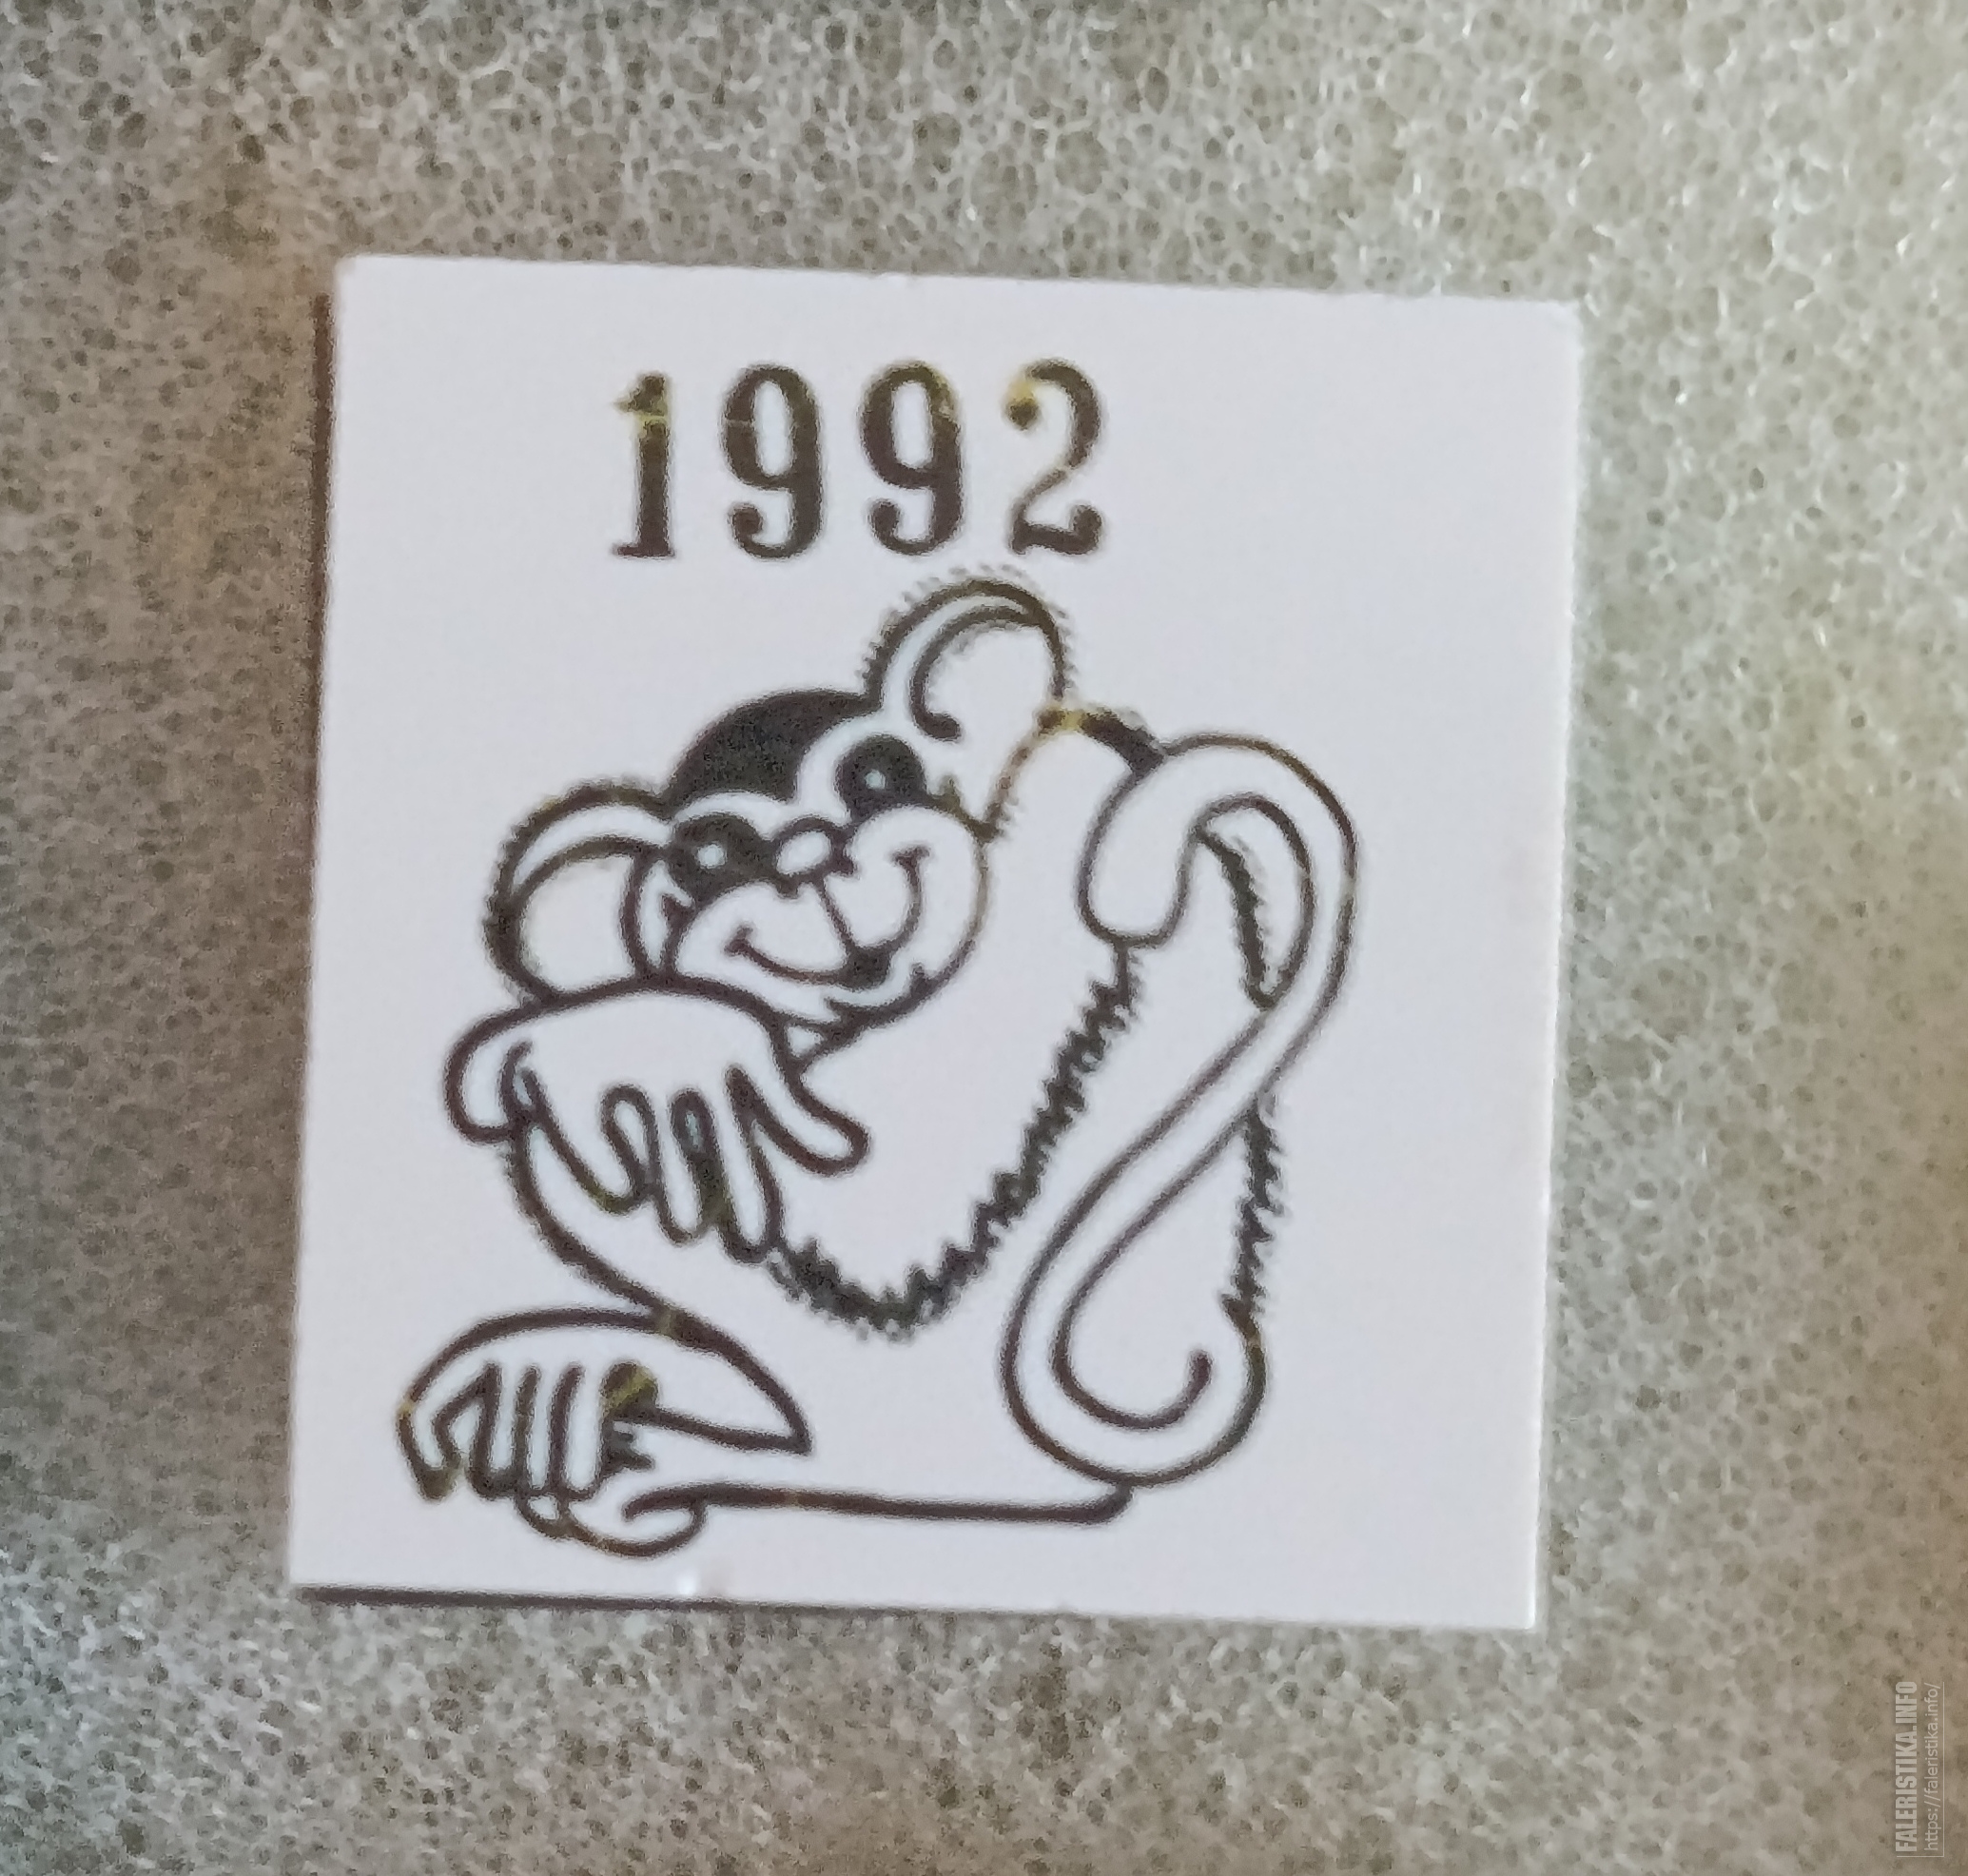 1992
FALERISTIKA.INFO
https://faleristika.info/